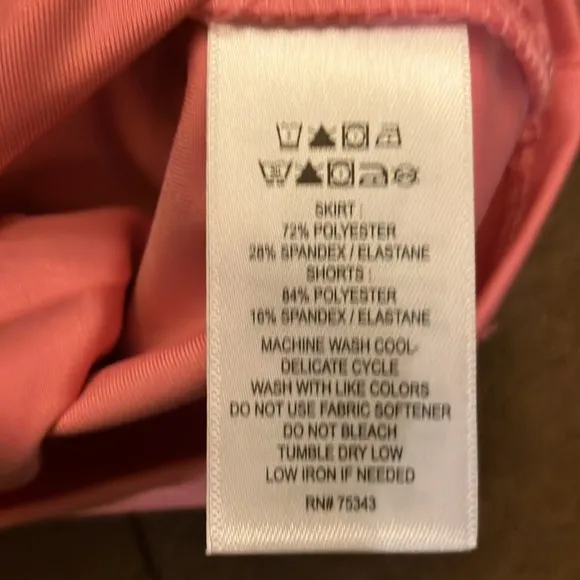 SKIRT :
72% POLYESTER
28% SPANDEX / ELASTANE
SHORTS :
84% POLYESTER
16% SPANDEX / ELASTANE
MACHINE WASH COOL-
DELICATE CYCLE
WASH WITH LIKE COLORS
DO NOT USE FABRIC SOFTENER
DO NOT BLEACH
TUMBLE DRY LOW
LOW IRON IF NEEDED
RN# 75343